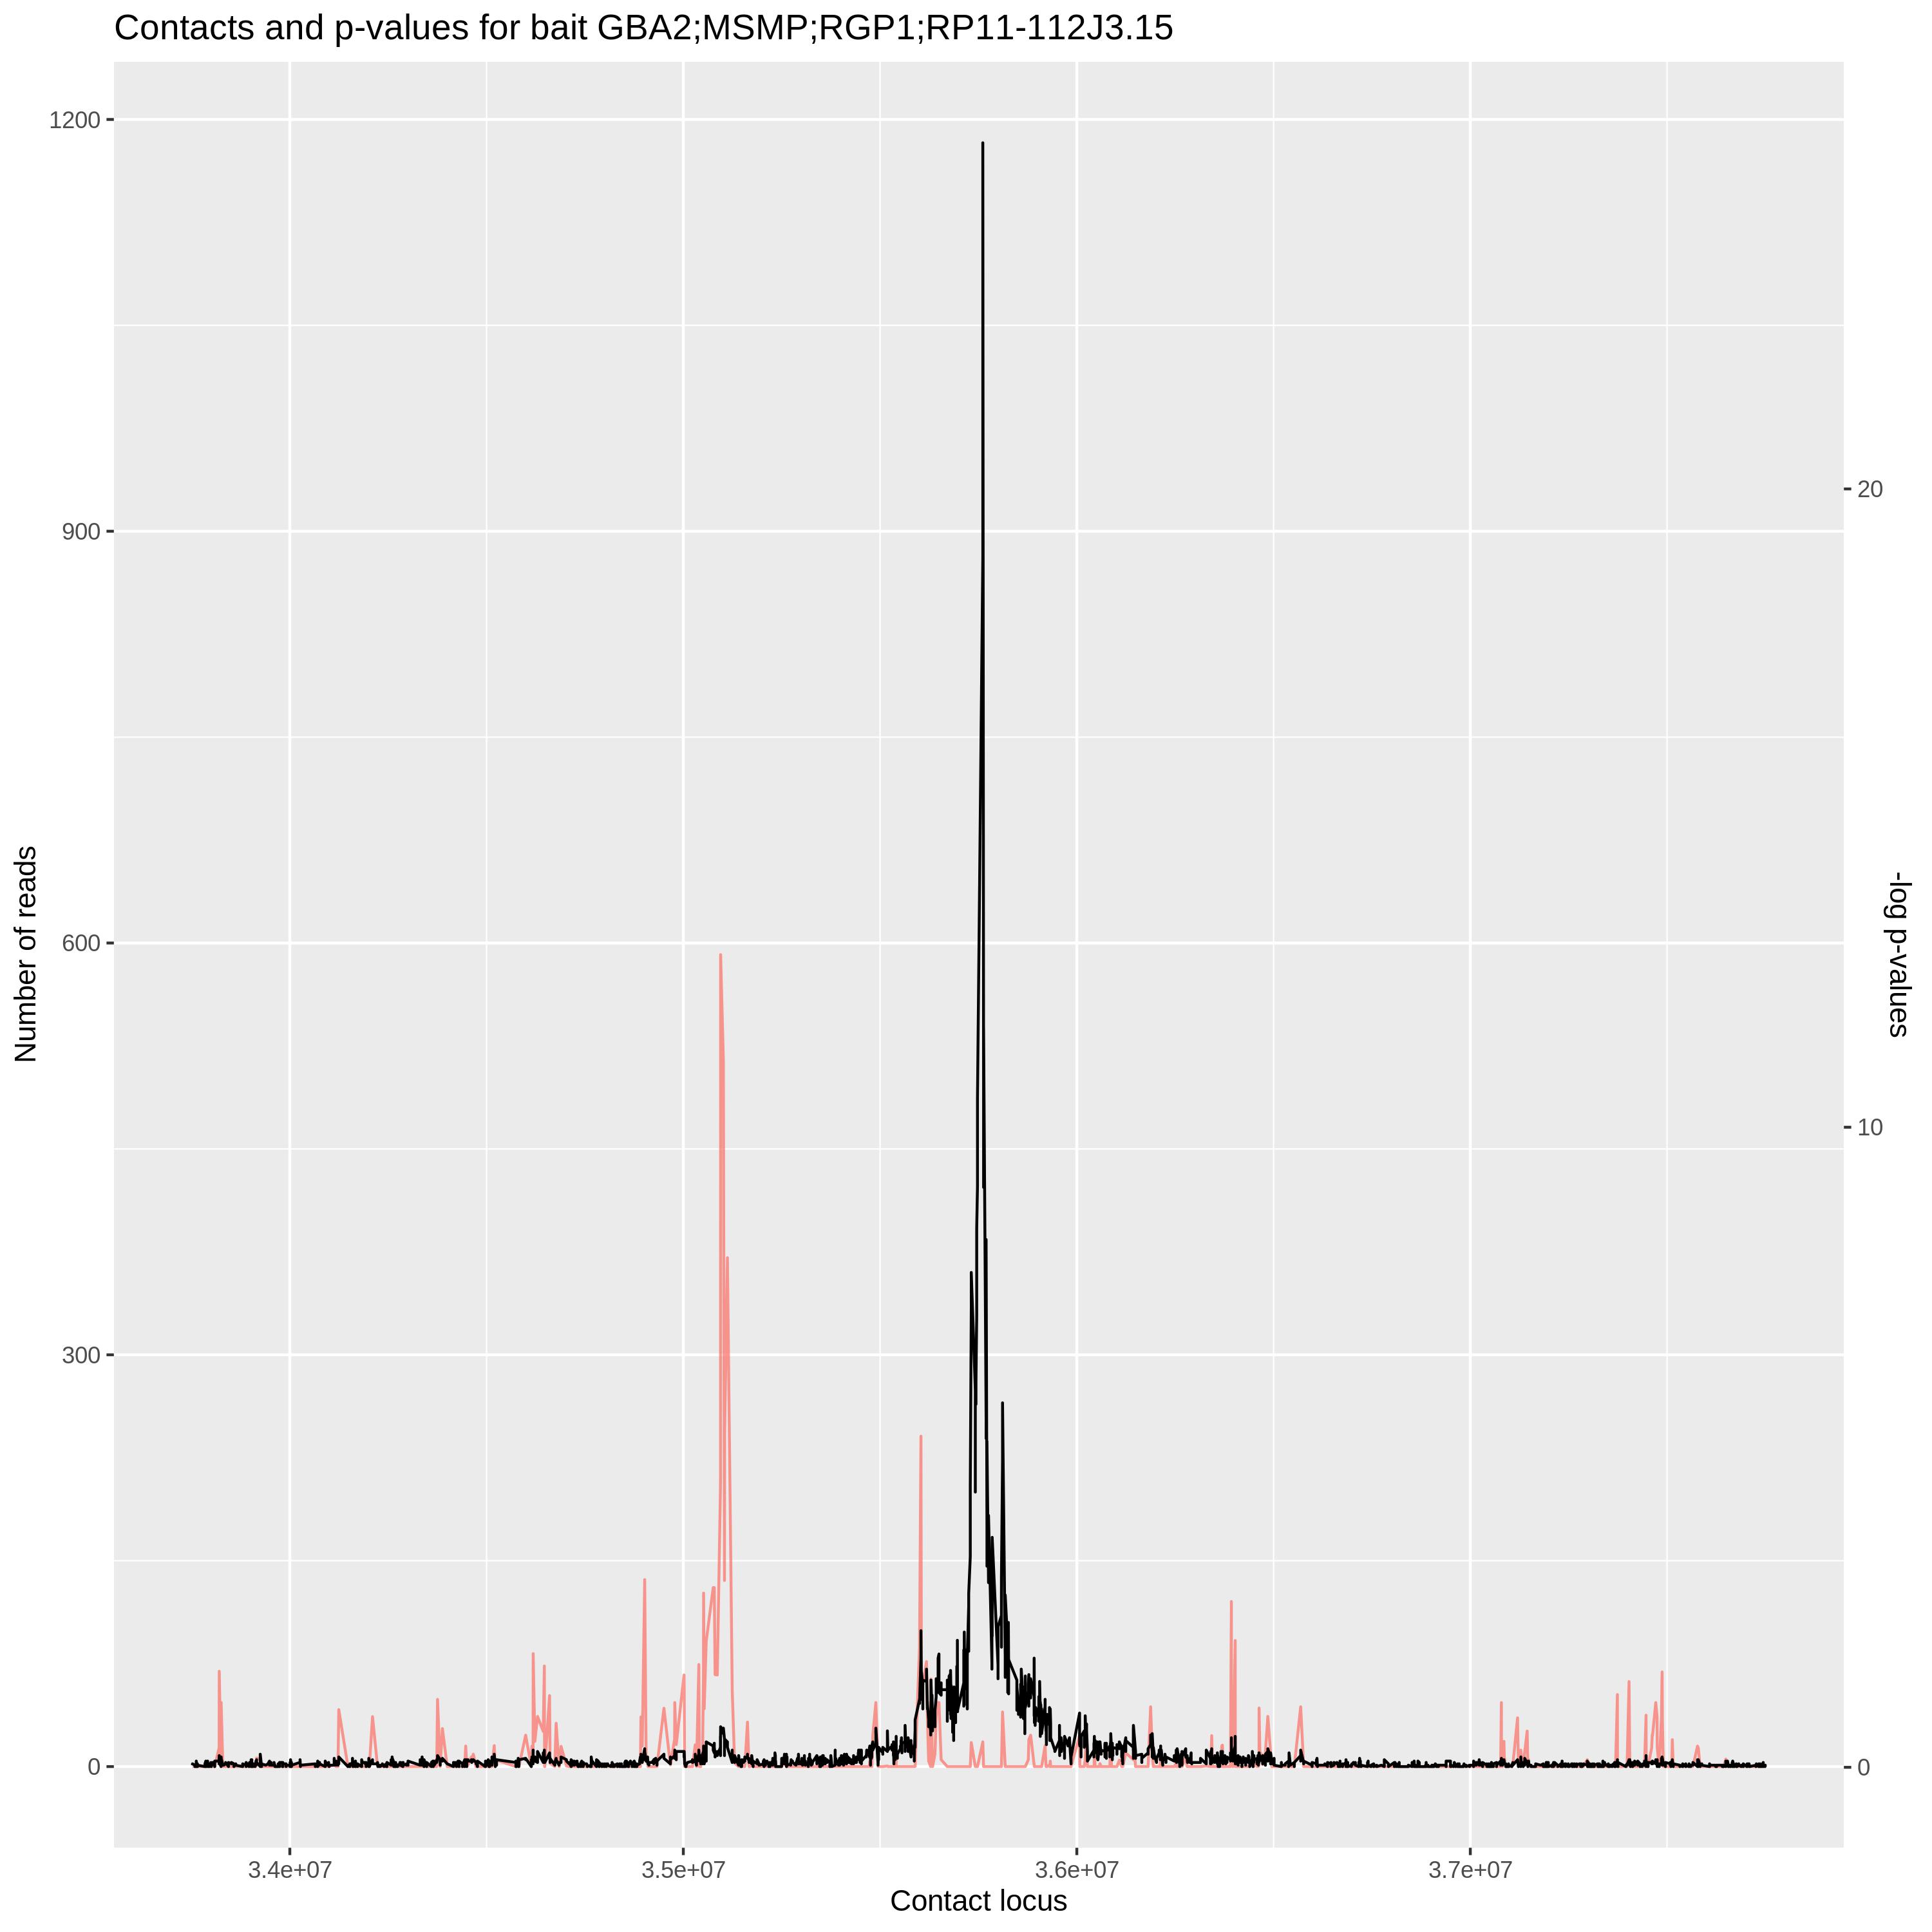 Contacts and p-values for bait GBA2;MSMP;RGP1;RP11-112J3.15
1200
900
600
300
0
Number of reads
20
10
0
-log p-values
3.4e+07
3.5e+07
3.6e+07
3.7e+07
Contact locus